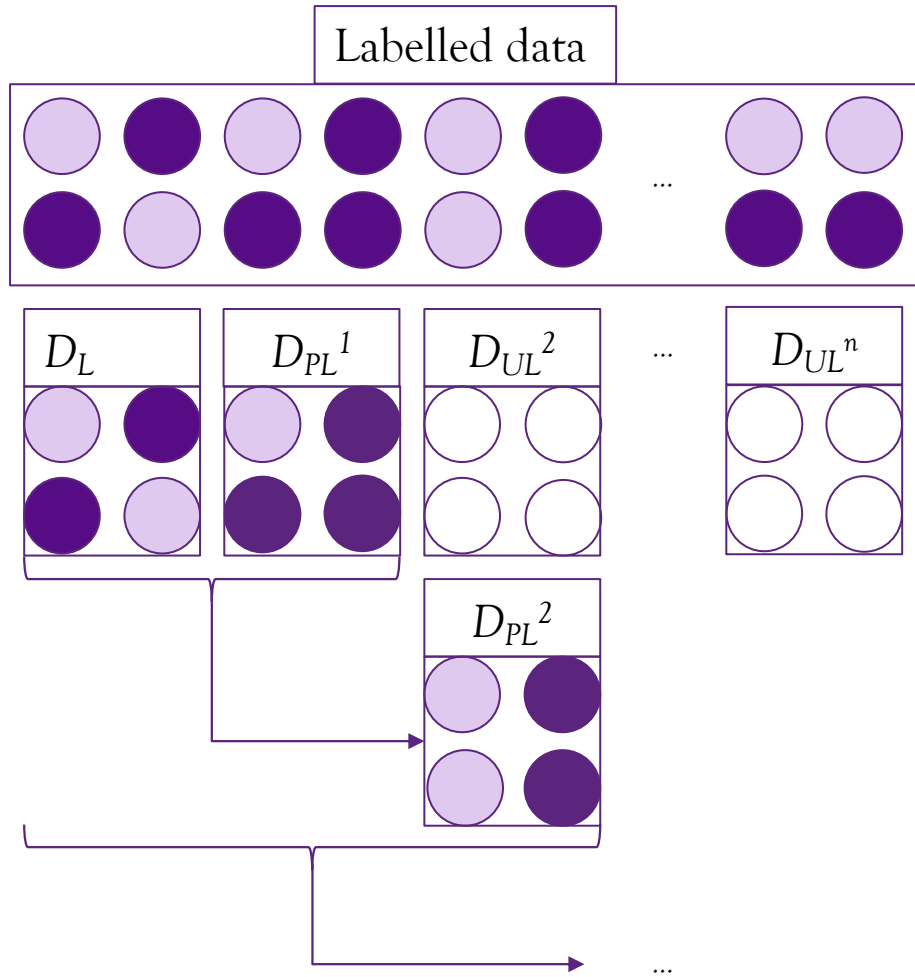 Labelled data
...
D_L D_PL^1 D_UL^2 ... D_UL^n
D_PL^2
...